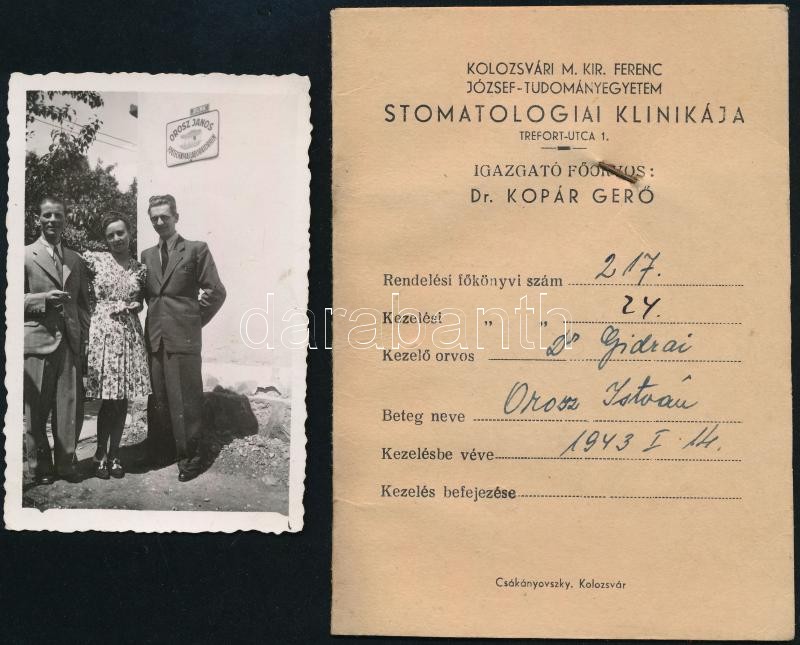 OROSZ JÁNOS
KOLOZSVÁRI M. KIR. FERENC
JÓZSEF-TUDOMÁNYEGYETEM
STOMATOLOGIAI KLINIKÁJA
TREFORT-UTCA 1.
IGAZGATÓ FŐORVOS:
Dr. KOPÁR GERŐ
Rendelési főkönyvi szám 217.
Kezelési „ „ 24.
Kezelő orvos Dr Gidrai
Beteg neve Orosz István
Kezelésbe véve 1943 I. 14.
Kezelés befejezése
Csákányovszky, Kolozsvár
darabanth